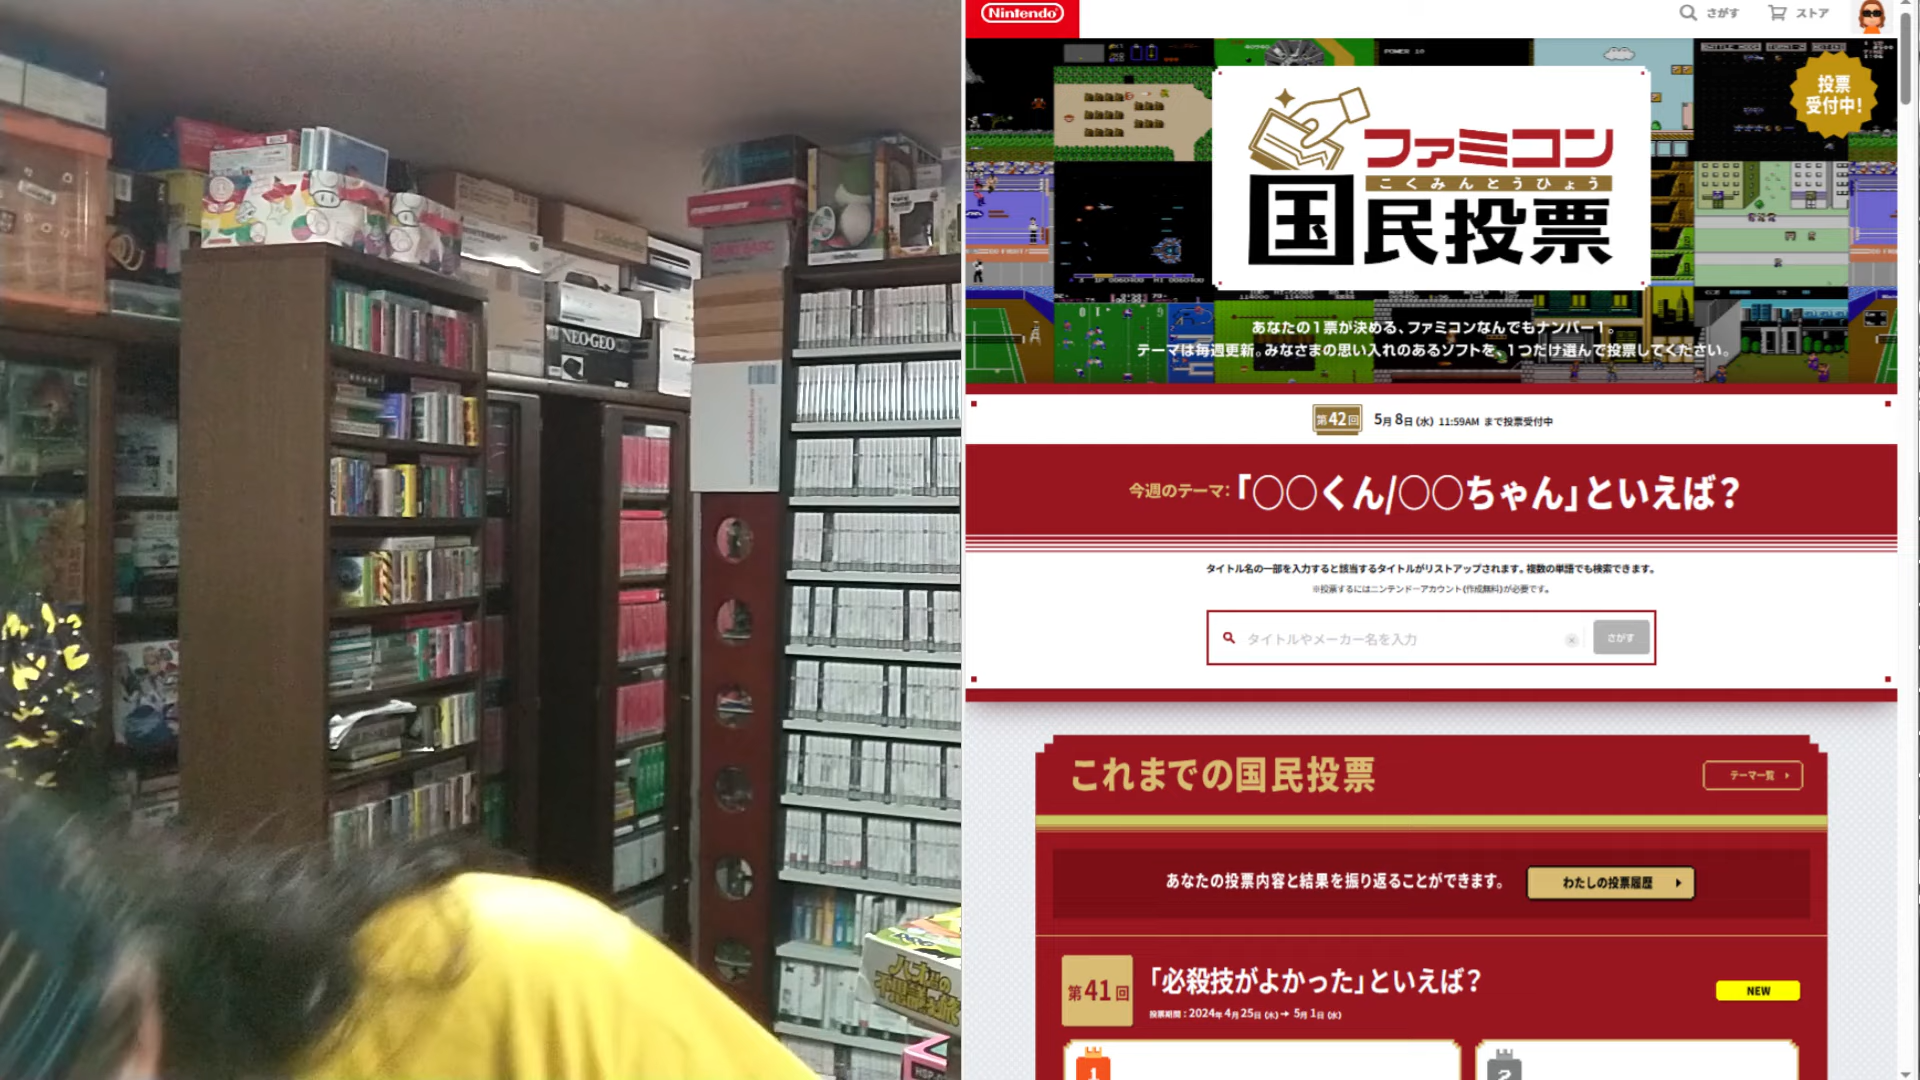 NEO-GEO
Nintendo
さがす
ストア
投票
受付中!
ファミコン
こくみんとうひょう
国民投票
あなたの1票が決める、ファミコンなんでもナンバー1。
テーマは毎週更新。みなさまの思い入れのあるソフトを、1つだけ選んで投票してください。
第42回 5月8日(水) 11:59AM まで投票受付中
今週のテーマ:「○○くん/○○ちゃん」といえば?
タイトル名の一部を入力すると該当するタイトルがリストアップされます。複数の単語でも検索できます。
※投票するにはニンテンドーアカウント(作成無料)が必要です。
タイトルやメーカー名を入力
さがす
これまでの国民投票
テーマ一覧
あなたの投票内容と結果を振り返ることができます。
わたしの投票履歴
第41回
「必殺技がよかった」といえば?
NEW
投票期間:2024年4月25日(木)→ 5月1日(水)
1
2